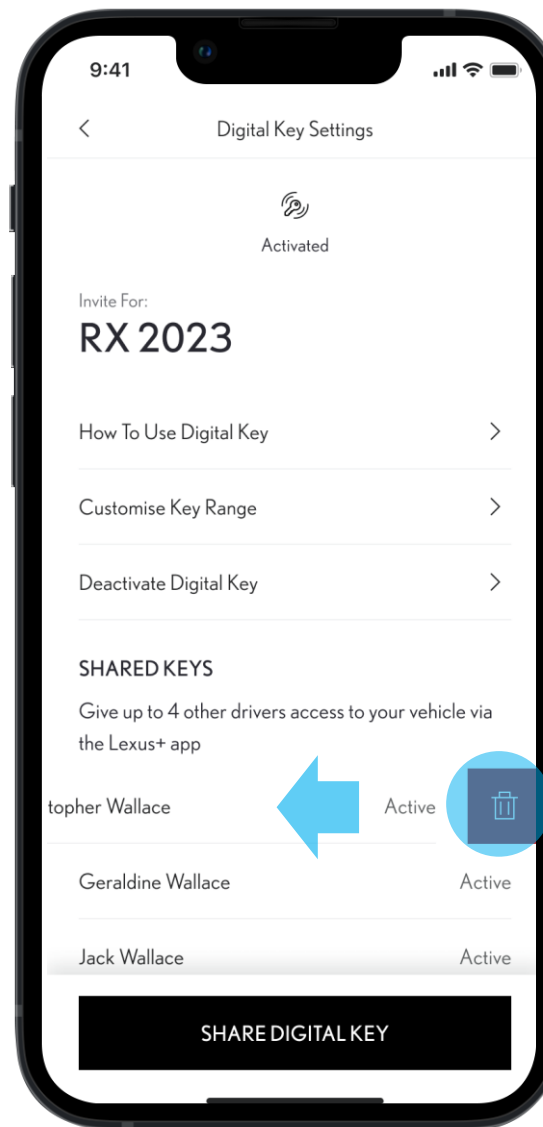 9:41
Digital Key Settings
Activated
Invite For:
RX 2023
How To Use Digital Key
Customise Key Range
Deactivate Digital Key
SHARED KEYS
Give up to 4 other drivers access to your vehicle via
the Lexus+ app
topher Wallace Active
Geraldine Wallace Active
Jack Wallace Active
SHARE DIGITAL KEY